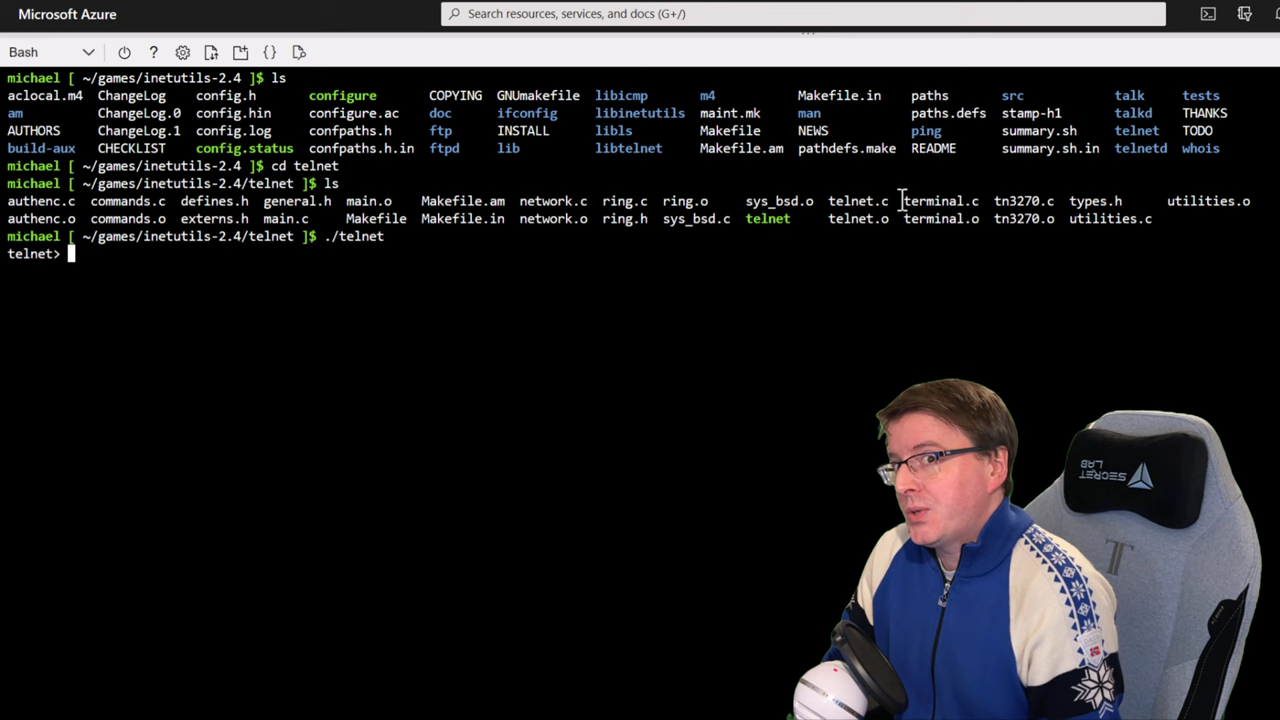 Microsoft Azure
Search resources, services, and docs (G+/)
Bash
michael [ ~/games/inetutils-2.4 ]$ ls
aclocal.m4 ChangeLog config.h configure COPYING GNUmakefile libicmp m4 Makefile.in paths src talk tests
am ChangeLog.0 config.hin configure.ac doc ifconfig libinetutils maint.mk man paths.defs stamp-h1 talkd THANKS
AUTHORS ChangeLog.1 config.log confpaths.h ftp INSTALL libls Makefile NEWS ping summary.sh telnet TODO
build-aux CHECKLIST config.status confpaths.h.in ftpd lib libtelnet Makefile.am pathdefs.make README summary.sh.in telnetd whois
michael [ ~/games/inetutils-2.4 ]$ cd telnet
michael [ ~/games/inetutils-2.4/telnet ]$ ls
authenc.c commands.c defines.h general.h main.o Makefile.am network.c ring.c ring.o sys_bsd.o telnet.c terminal.c tn3270.c types.h utilities.o
authenc.o commands.o externs.h main.c Makefile Makefile.in network.o ring.h sys_bsd.c telnet telnet.o terminal.o tn3270.o utilities.c
michael [ ~/games/inetutils-2.4/telnet ]$ ./telnet
telnet>
SECRET
LAB
T